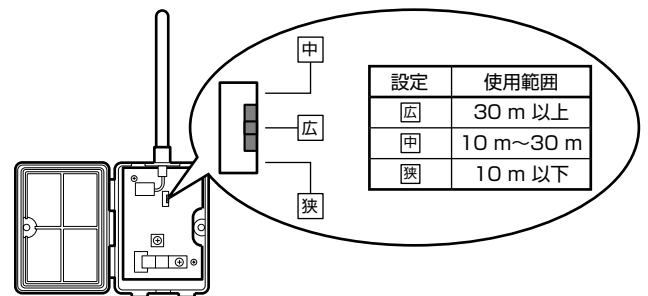 中
広
狭
設定 使用範囲
広 30 m 以上
中 10 m〜30 m
狭 10 m 以下